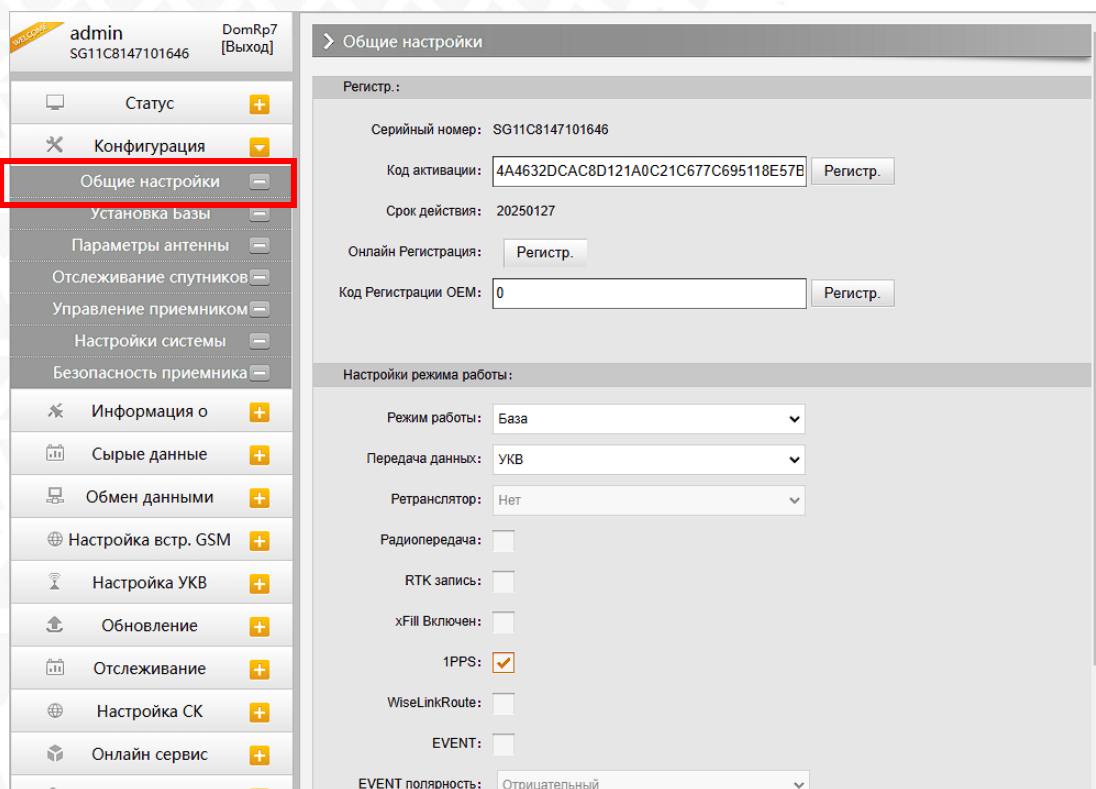 WELCOME
admin
SG11C8147101646
DomRp7
[Выход]
Статус
Конфигурация
Общие настройки
Установка Базы
Параметры антенны
Отслеживание спутников
Управление приемником
Настройки системы
Безопасность приемника
Информация о
Сырые данные
Обмен данными
Настройка встр. GSM
Настройка УКВ
Обновление
Отслеживание
Настройка СК
Онлайн сервис
Общие настройки
Регистр.:
Серийный номер: SG11C8147101646
Код активации: 4A4632DCAC8D121A0C21C677C695118E57B Регистр.
Срок действия: 20250127
Онлайн Регистрация: Регистр.
Код Регистрации OEM: 0 Регистр.
Настройки режима работы:
Режим работы: База
Передача данных: УКВ
Ретранслятор: Нет
Радиопередача:
RTK запись:
xFill Включен:
1PPS:
WiseLinkRoute:
EVENT:
EVENT полярность: Отрицательный